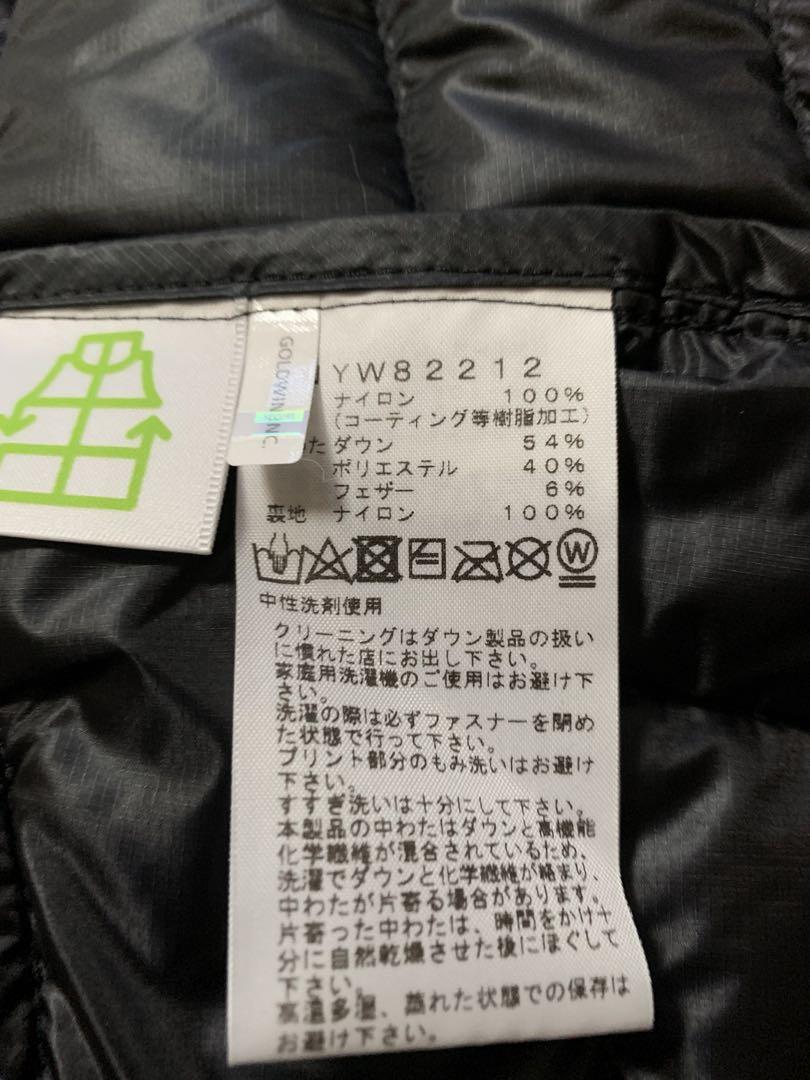 YW82212
ナイロン 100%
(コーティング等樹脂加工)
た ダウン 54%
ポリエステル 40%
フェザー 6%
裏地 ナイロン 100%
GOLDWIN INC.
W
中性洗剤使用
クリーニングはダウン製品の扱い
に慣れた店にお出し下さい。
家庭用洗濯機のご使用はお避け下
さい。
洗濯の際は必ずファスナーを閉め
た状態で行って下さい。
プリント部分のもみ洗いはお避け
下さい。
すすぎ洗いは十分にして下さい。
本製品の中わたはダウンと高機能
化学繊維が混合されているため、
洗濯でダウンと化学繊維が絡まり、
中わたが片寄る場合があります。
片寄った中わたは、時間をかけ十
分に自然乾燥させた後にほぐして
下さい。
高温多湿、蒸れた状態での保存は
お避け下さい。